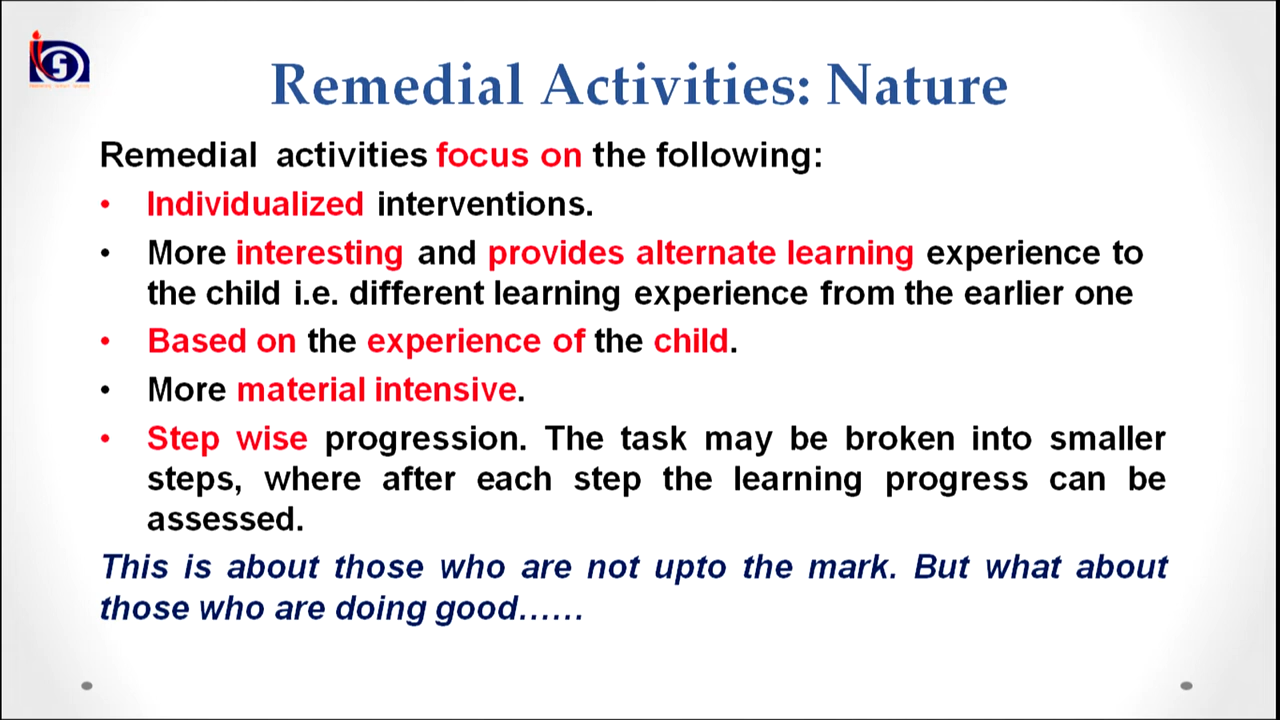 Remedial Activities: Nature
Remedial activities focus on the following:
• Individualized interventions.
• More interesting and provides alternate learning experience to
the child i.e. different learning experience from the earlier one
• Based on the experience of the child.
• More material intensive.
• Step wise progression. The task may be broken into smaller
steps, where after each step the learning progress can be
assessed.
This is about those who are not upto the mark. But what about
those who are doing good......